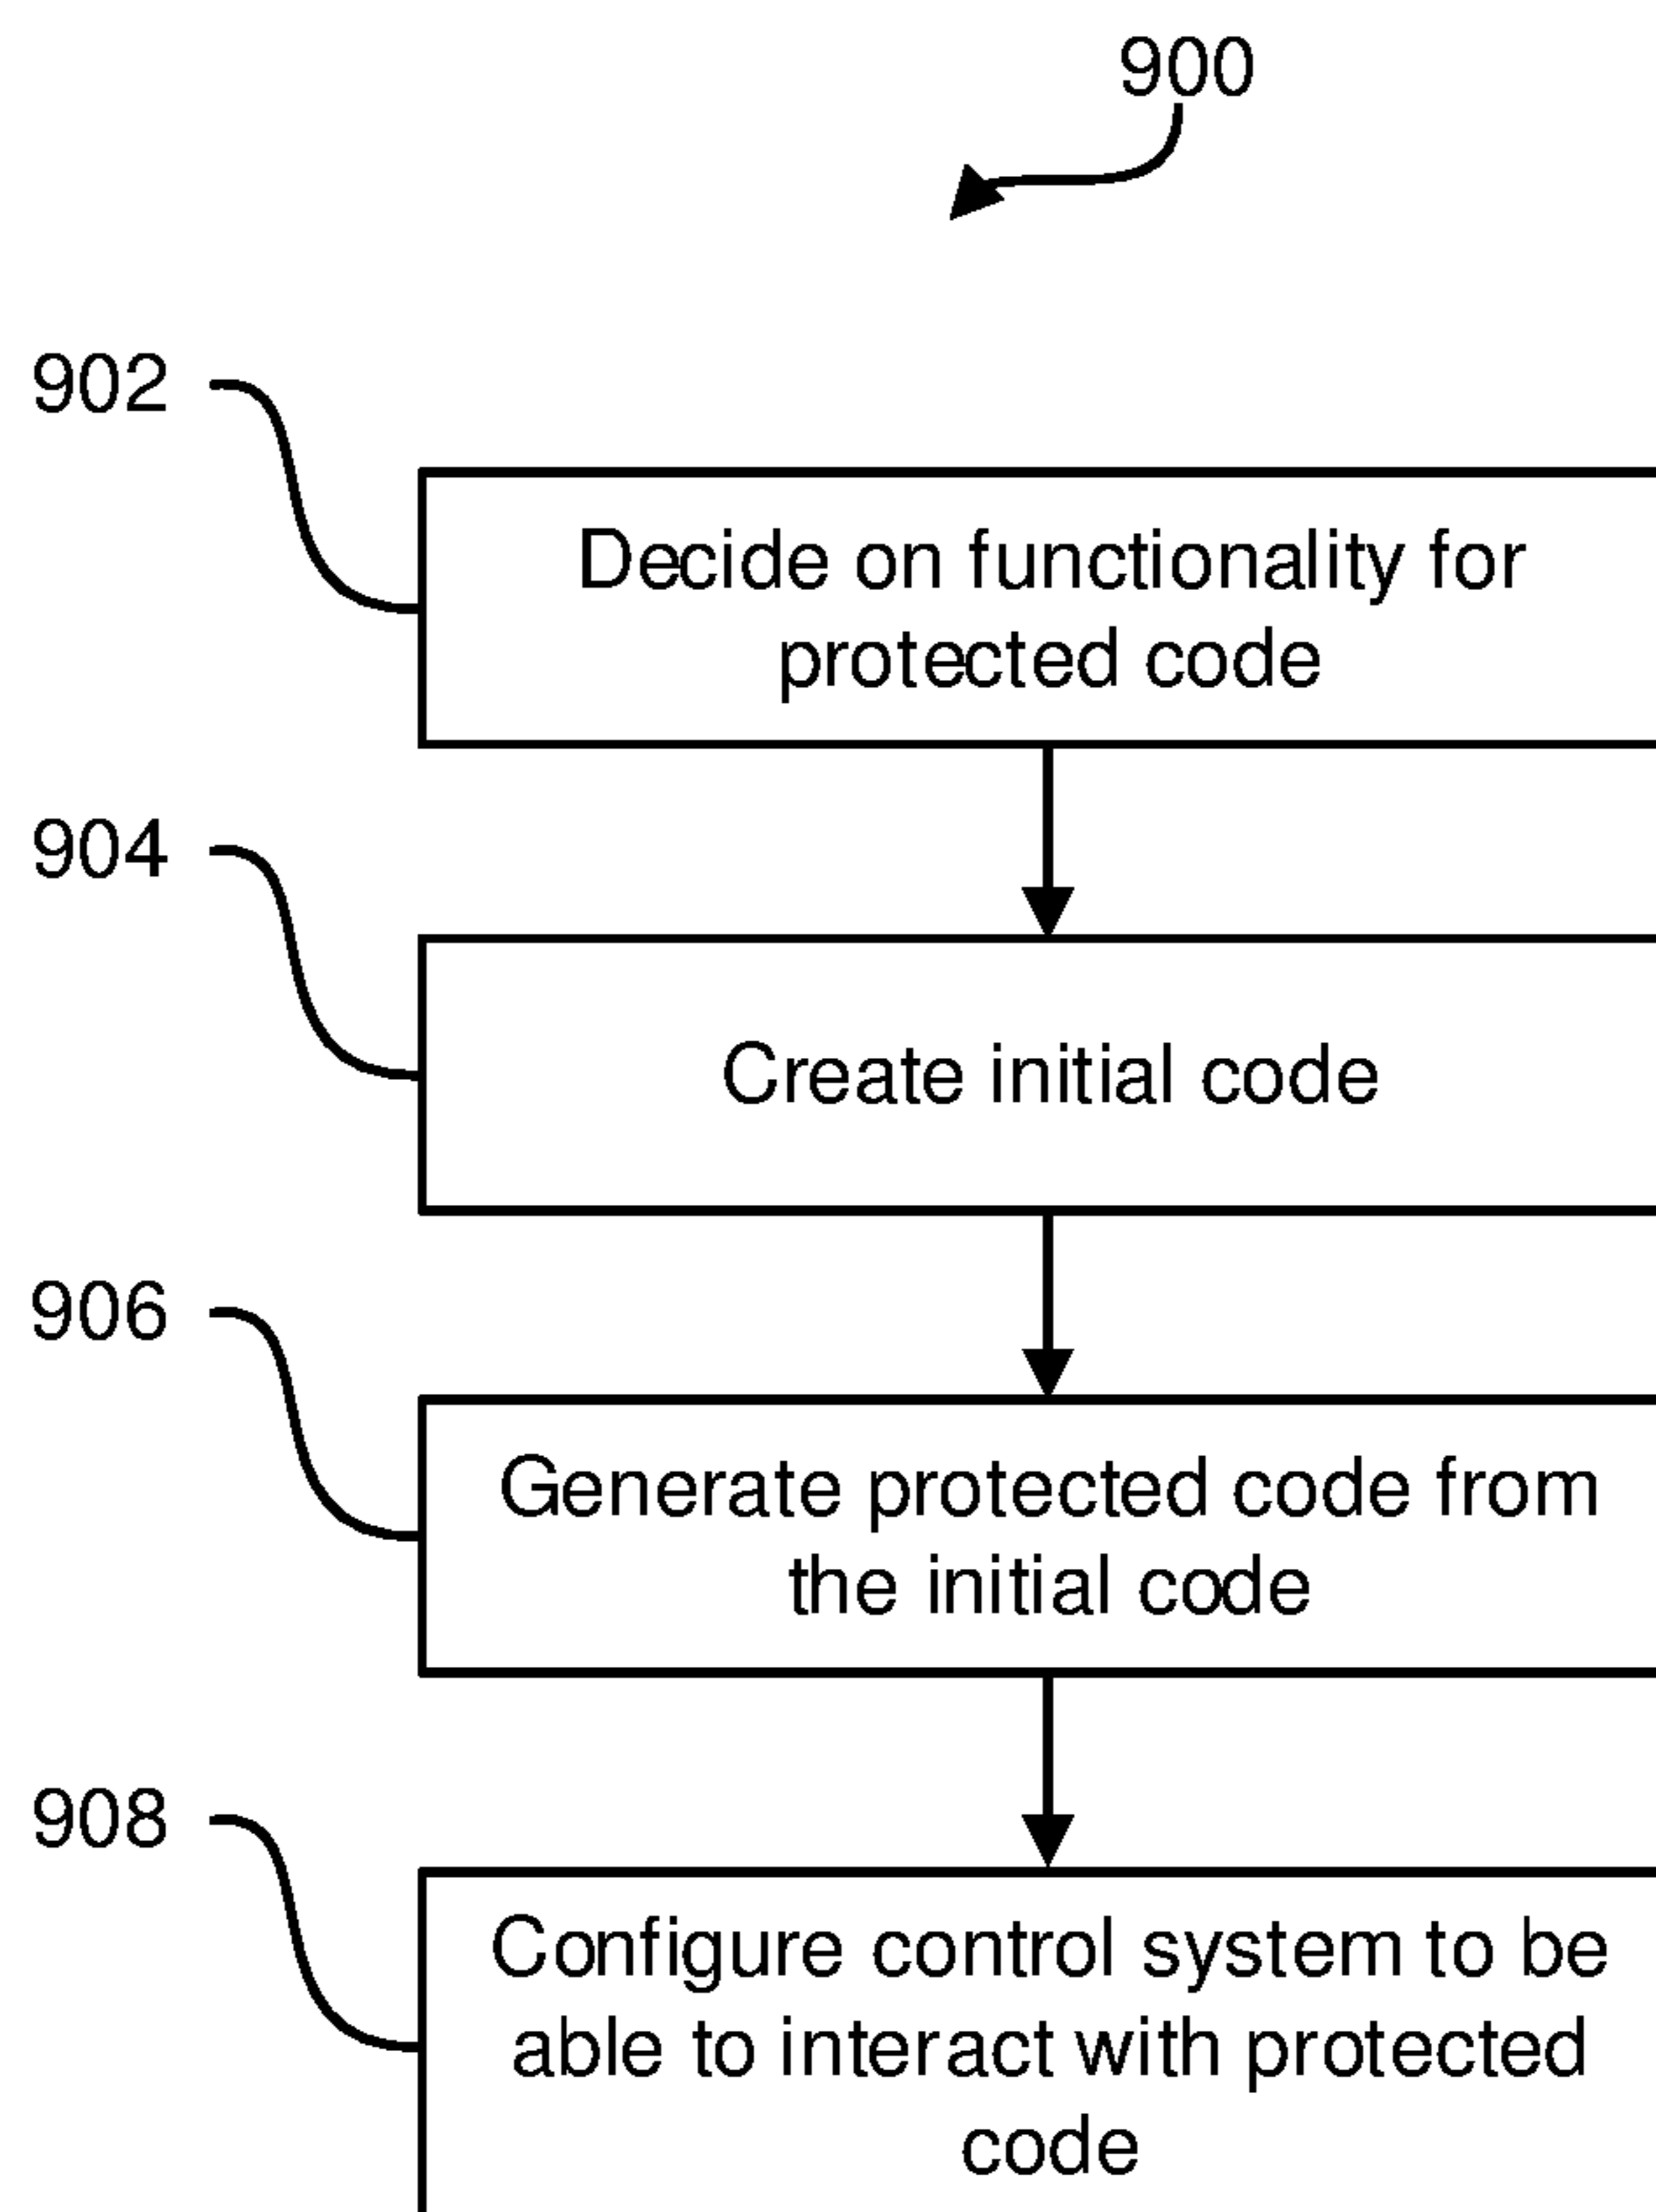 900
902
Decide on functionality for
protected code
904
Create initial code
906
Generate protected code from
the initial code
908
Configure control system to be
able to interact with protected
code